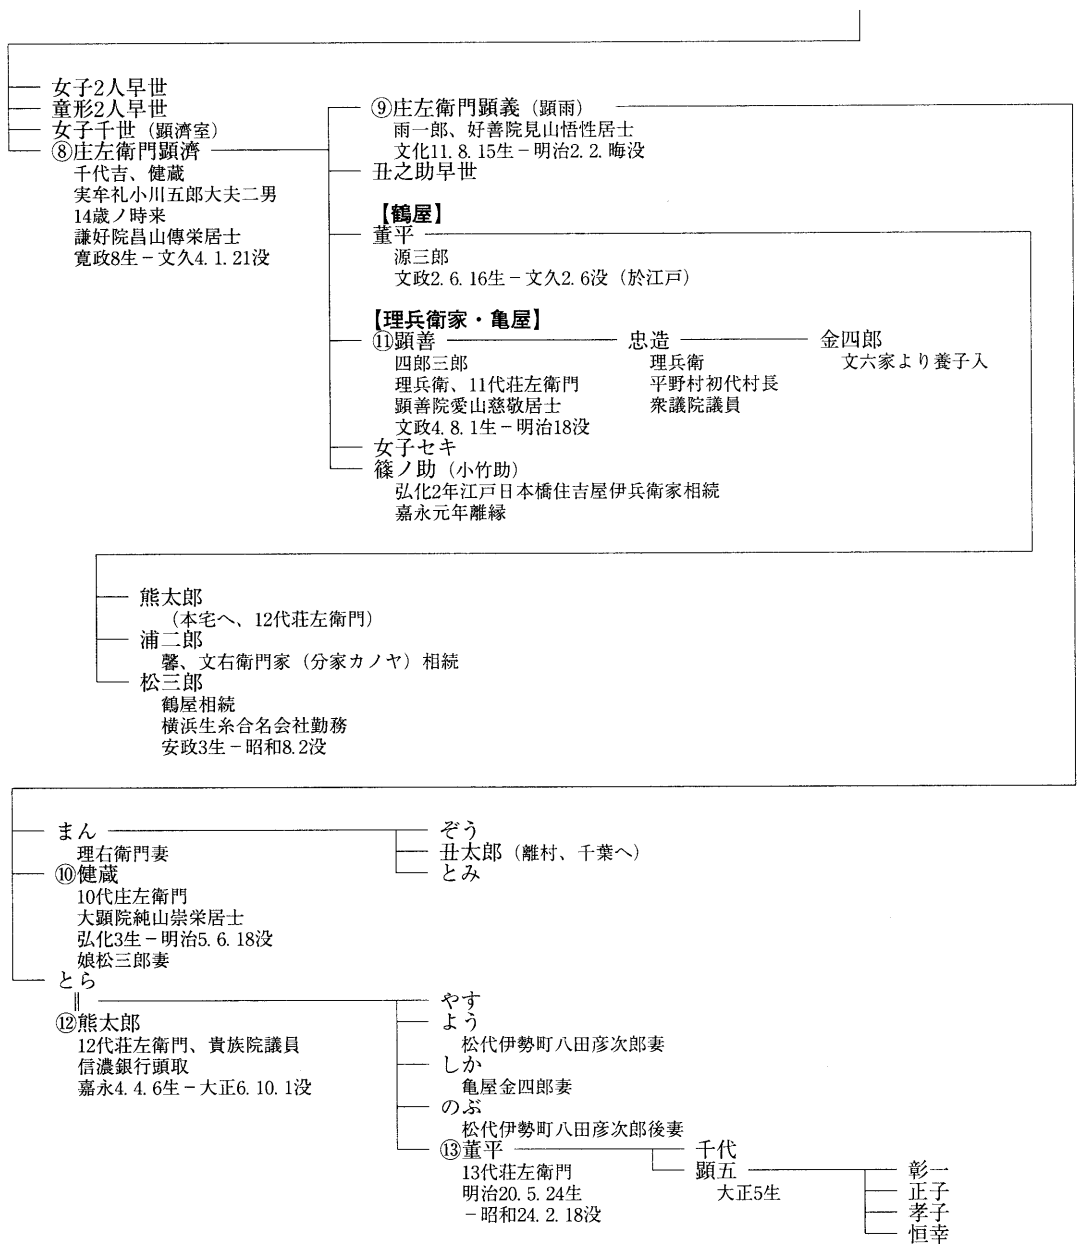 女子2人早世
童形2人早世
女子千世（顕濟室）
⑧庄左衛門顕濟
千代吉、健蔵
実牟礼小川五郎大夫二男
14歳ノ時来
謙好院昌山傳栄居士
寛政8生－文久4. 1. 21没
⑨庄左衛門顕義（顕雨）
雨一郎、好善院見山悟性居士
文化11. 8. 15生－明治2. 2. 晦没
丑之助早世
【鶴屋】
董平
源三郎
文政2. 6. 16生－文久2. 6没（於江戸）
【理兵衛家・亀屋】
⑪顕善
四郎三郎
理兵衛、11代荘左衛門
顕善院愛山慈敬居士
文政4. 8. 1生－明治18没
忠造
理兵衛
平野村初代村長
衆議院議員
金四郎
文六家より養子入
女子セキ
篠ノ助（小竹助）
弘化2年江戸日本橋住吉屋伊兵衛家相続
嘉永元年離縁
熊太郎
（本宅へ、12代荘左衛門）
浦二郎
馨、文右衛門家（分家カノヤ）相続
松三郎
鶴屋相続
横浜生糸合名会社勤務
安政3生－昭和8. 2没
まん
理右衛門妻
ぞう
丑太郎（離村、千葉へ）
とみ
⑩健蔵
10代庄左衛門
大顕院純山崇栄居士
弘化3生－明治5. 6. 18没
娘松三郎妻
とら
⑫熊太郎
12代荘左衛門、貴族院議員
信濃銀行頭取
嘉永4. 4. 6生－大正6. 10. 1没
やす
よう
松代伊勢町八田彦次郎妻
しか
亀屋金四郎妻
のぶ
松代伊勢町八田彦次郎後妻
⑬董平
13代荘左衛門
明治20. 5. 24生
－昭和24. 2. 18没
千代
顕五
大正5生
彰一
正子
孝子
恒幸